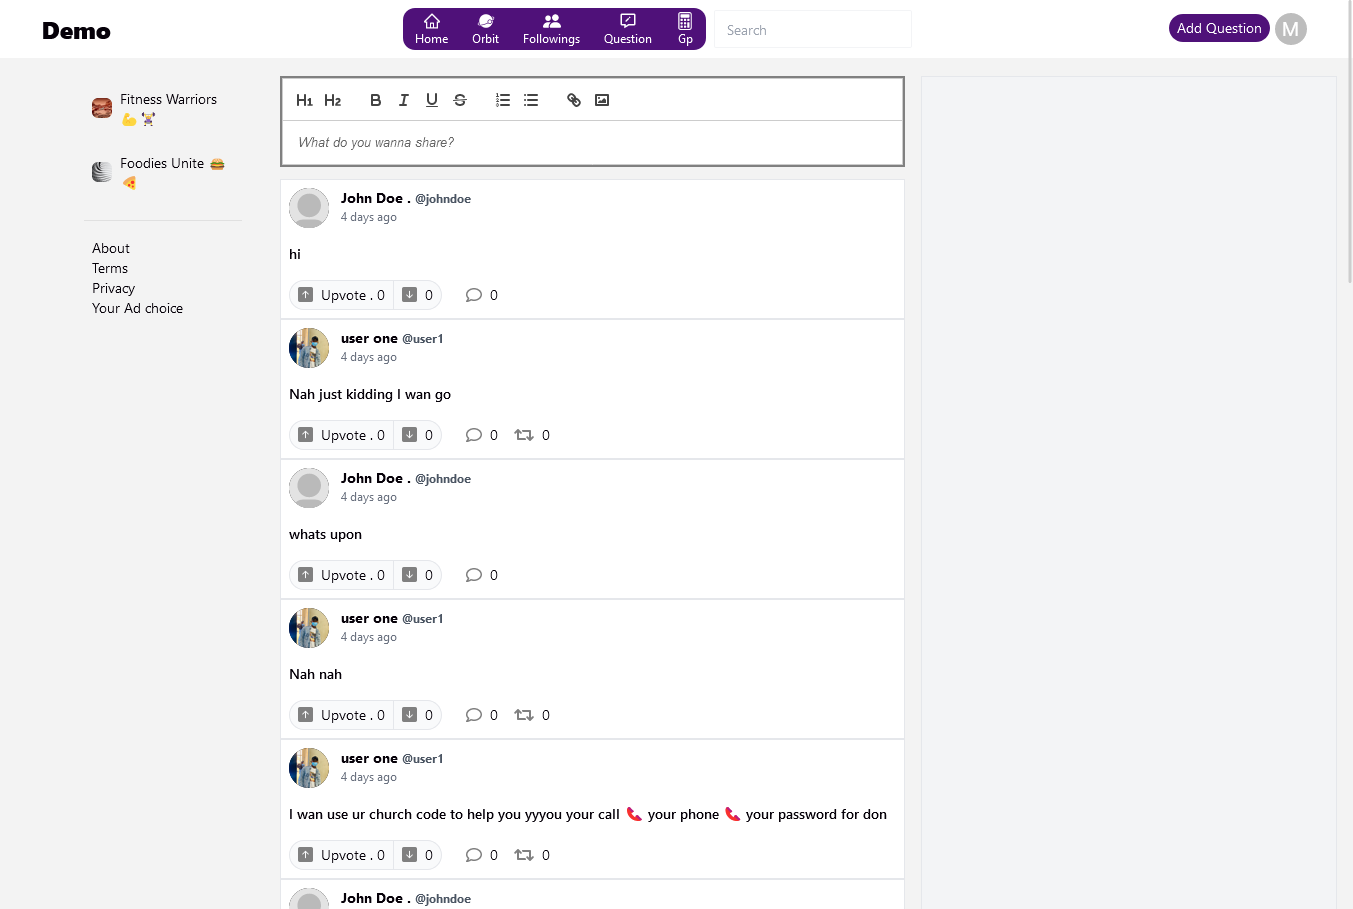 Demo
Home
Orbit
Followings
Question
Gp
Search
Add Question
M
Fitness Warriors
💪 🏋️‍♀️
Foodies Unite 🍔
🍕
About
Terms
Privacy
Your Ad choice
H1 H2 B I U S
What do you wanna share?
John Doe . @johndoe
4 days ago
hi
Upvote . 0 0 0
user one @user1
4 days ago
Nah just kidding I wan go
Upvote . 0 0 0 0
John Doe . @johndoe
4 days ago
whats upon
Upvote . 0 0 0
user one @user1
4 days ago
Nah nah
Upvote . 0 0 0 0
user one @user1
4 days ago
I wan use ur church code to help you yyyou your call 📞 your phone 📞 your password for don
Upvote . 0 0 0 0
John Doe . @johndoe